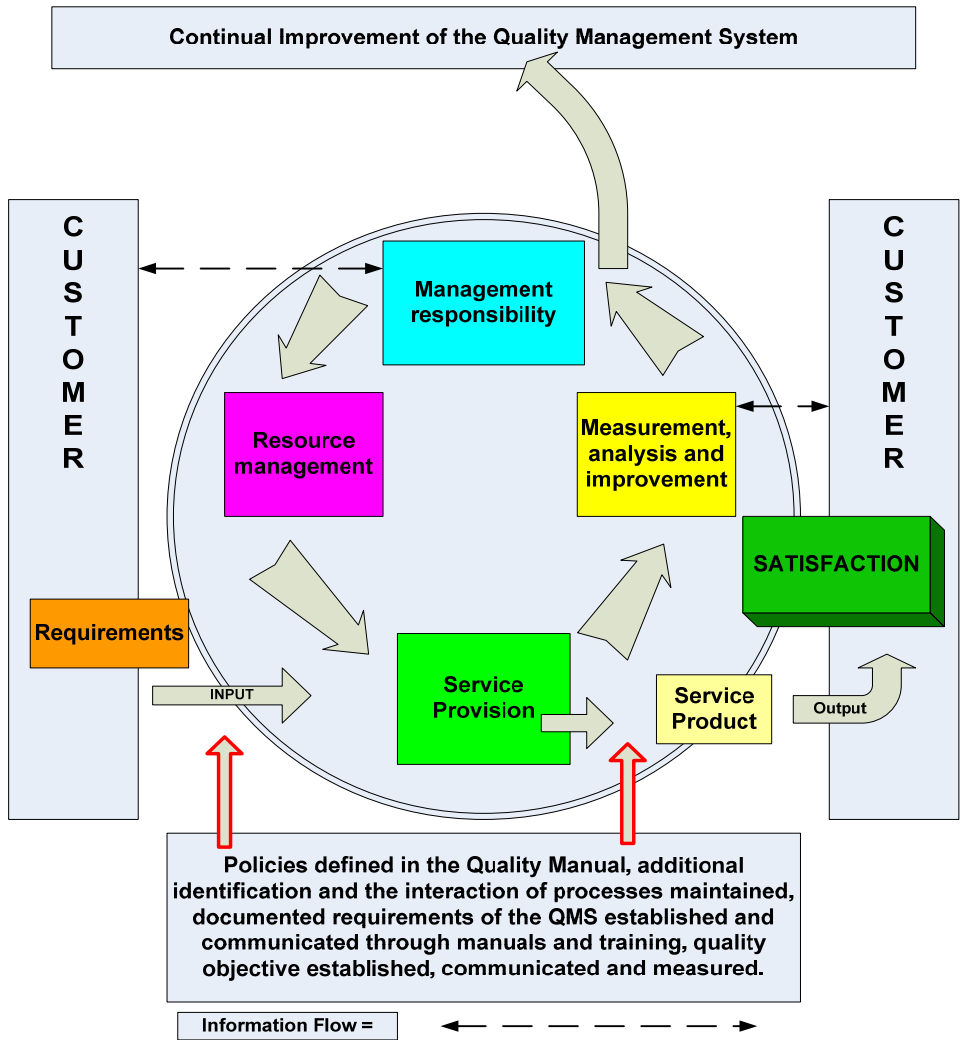 Continual Improvement of the Quality Management System
CUSTOMER
CUSTOMER
Management
responsibility
Resource
management
Measurement,
analysis and
improvement
SATISFACTION
Requirements
INPUT
Service
Provision
Service
Product
Output
Policies defined in the Quality Manual, additional
identification and the interaction of processes maintained,
documented requirements of the QMS established and
communicated through manuals and training, quality
objective established, communicated and measured.
Information Flow =